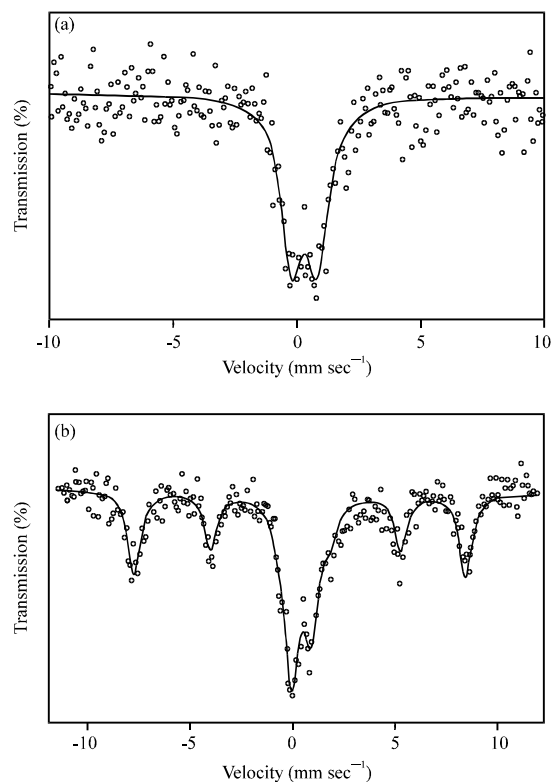 (a)
Transmission (%)
-10 -5 0 5 10
Velocity (mm sec⁻¹)
(b)
Transmission (%)
-10 -5 0 5 10
Velocity (mm sec⁻¹)